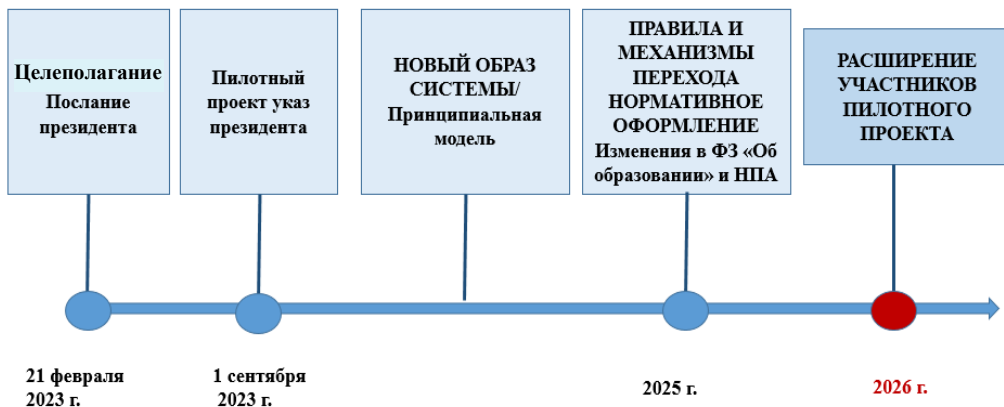 Целеполагание
Послание
президента
Пилотный
проект указ
президента
НОВЫЙ ОБРАЗ
СИСТЕМЫ/
Принципиальная
модель
ПРАВИЛА И
МЕХАНИЗМЫ
ПЕРЕХОДА
НОРМАТИВНОЕ
ОФОРМЛЕНИЕ
Изменения в ФЗ «Об
образовании» и НПА
РАСШИРЕНИЕ
УЧАСТНИКОВ
ПИЛОТНОГО
ПРОЕКТА
21 февраля
2023 г.
1 сентября
2023 г.
2025 г.
2026 г.